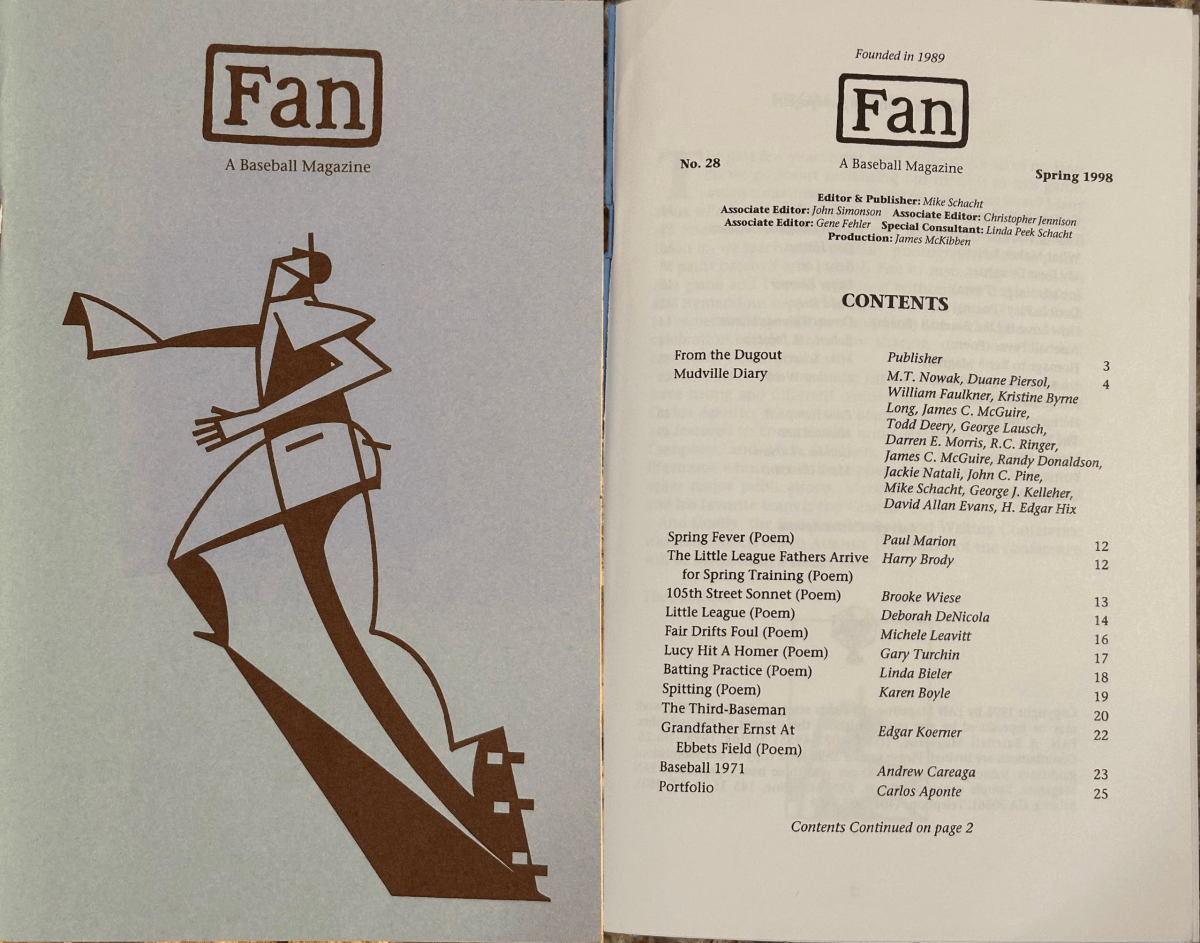 Fan
A Baseball Magazine
Founded in 1989
Fan
No. 28 A Baseball Magazine Spring 1998
Editor & Publisher: Mike Schacht
Associate Editor: John Simonson Associate Editor: Christopher Jennison
Associate Editor: Gene Fehler Special Consultant: Linda Peek Schacht
Production: James McKibben
CONTENTS
From the Dugout Publisher 3
Mudville Diary M.T. Nowak, Duane Piersol, 4
William Faulkner, Kristine Byrne
Long, James C. McGuire,
Todd Deery, George Lausch,
Darren E. Morris, R.C. Ringer,
James C. McGuire, Randy Donaldson,
Jackie Natali, John C. Pine,
Mike Schacht, George J. Kelleher,
David Allan Evans, H. Edgar Hix
Spring Fever (Poem) Paul Marion 12
The Little League Fathers Arrive Harry Brody 12
for Spring Training (Poem)
105th Street Sonnet (Poem) Brooke Wiese 13
Little League (Poem) Deborah DeNicola 14
Fair Drifts Foul (Poem) Michele Leavitt 16
Lucy Hit A Homer (Poem) Gary Turchin 17
Batting Practice (Poem) Linda Bieler 18
Spitting (Poem) Karen Boyle 19
The Third-Baseman 20
Grandfather Ernst At Edgar Koerner 22
Ebbets Field (Poem)
Baseball 1971 Andrew Careaga 23
Portfolio Carlos Aponte 25
Contents Continued on page 2